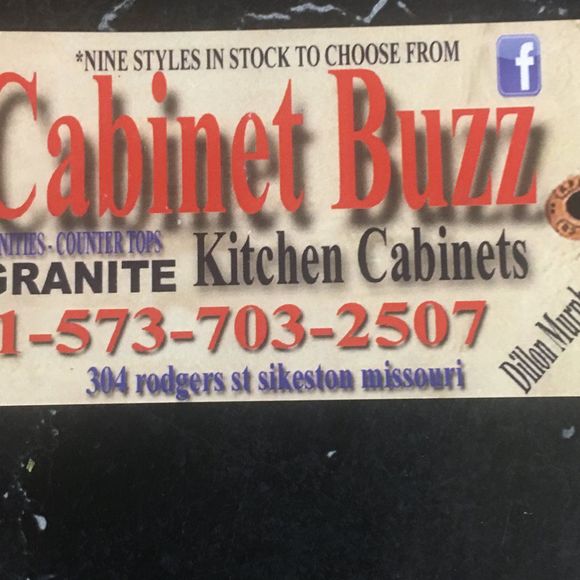 *NINE STYLES IN STOCK TO CHOOSE FROM
f
Cabinet Buzz
NITIES - COUNTER TOPS
GRANITE
Kitchen Cabinets
1-573-703-2507
304 rodgers st sikeston missouri
Dillon